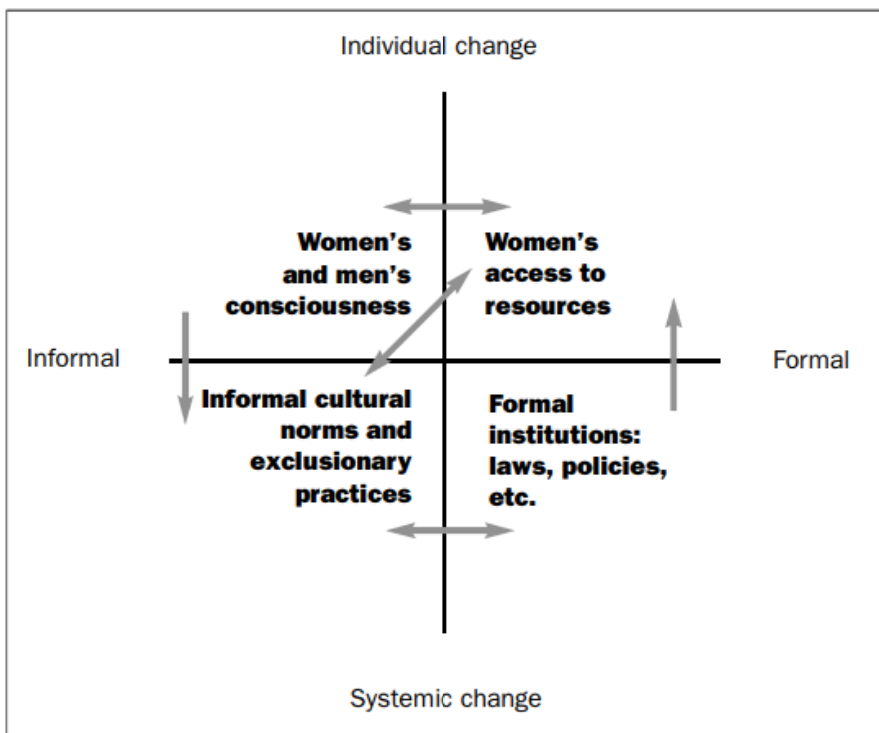 Individual change
Women's
and men's
consciousness
Women's
access to
resources
Informal
Formal
Informal cultural
norms and
exclusionary
practices
Formal
institutions:
laws, policies,
etc.
Systemic change